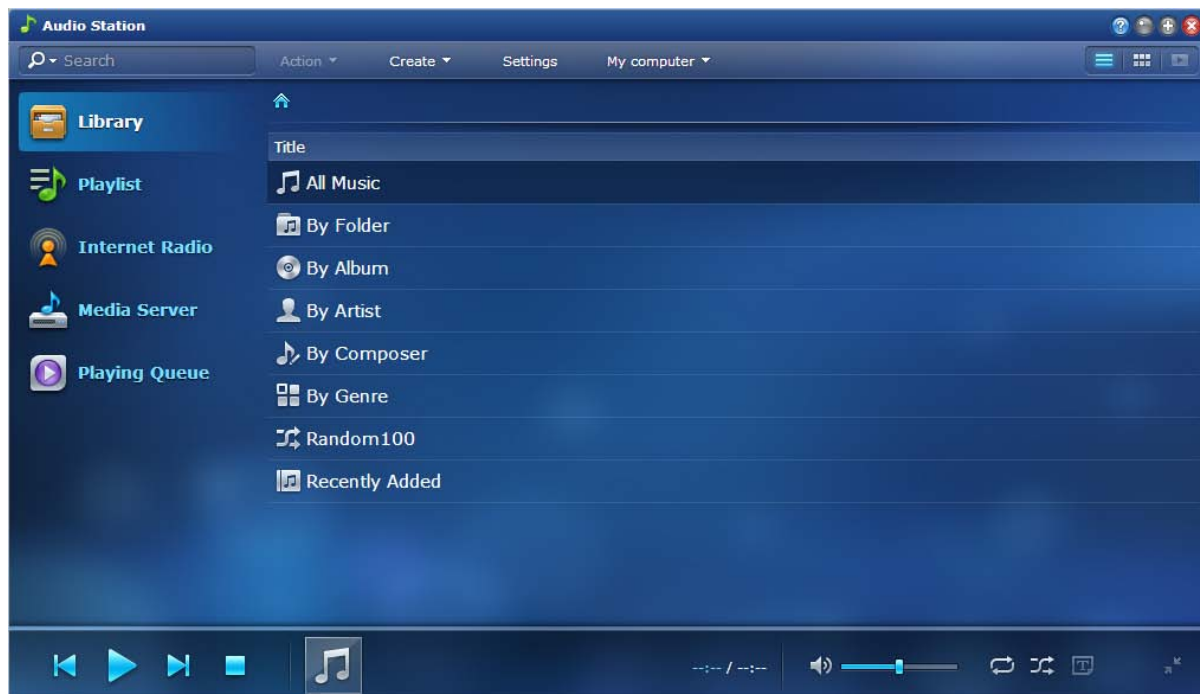 Audio Station
Search
Action Create Settings My computer
Library
Playlist
Internet Radio
Media Server
Playing Queue
Title
All Music
By Folder
By Album
By Artist
By Composer
By Genre
Random100
Recently Added
--:-- / --:--